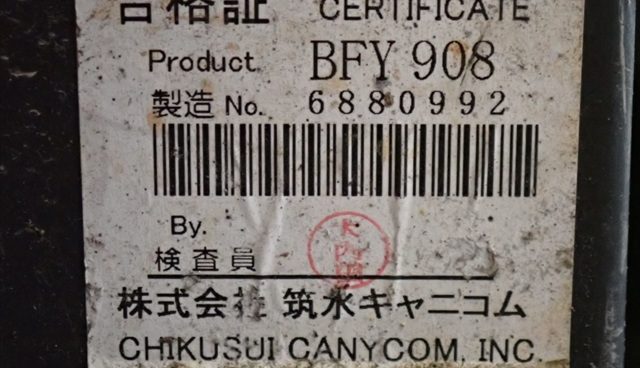 合格証 CERTIFICATE
Product BFY 908
製造 No. 6880992
By.
検査員
株式会社 筑水キャニコム
CHIKUSUI CANYCOM, INC.